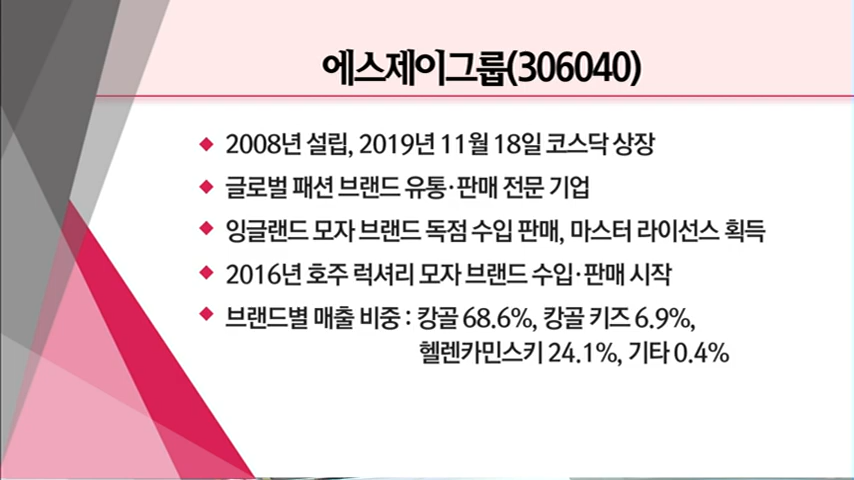 에스제이그룹(306040)
◆ 2008년 설립, 2019년 11월 18일 코스닥 상장
◆ 글로벌 패션 브랜드 유통·판매 전문 기업
◆ 잉글랜드 모자 브랜드 독점 수입 판매, 마스터 라이선스 획득
◆ 2016년 호주 럭셔리 모자 브랜드 수입·판매 시작
◆ 브랜드별 매출 비중 : 캉골 68.6%, 캉골 키즈 6.9%,
헬렌카민스키 24.1%, 기타 0.4%